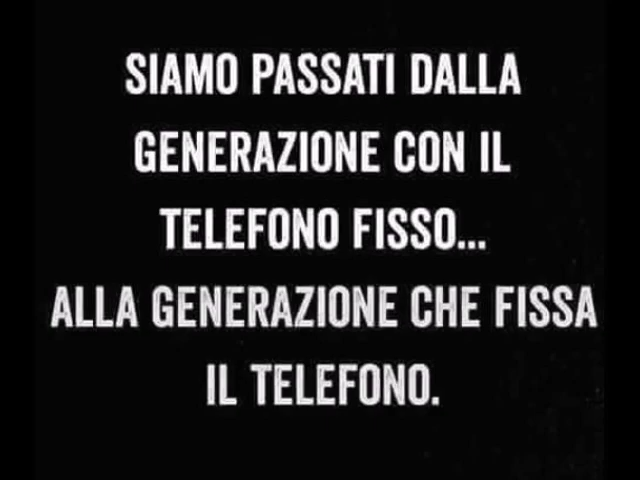 SIAMO PASSATI DALLA
GENERAZIONE CON IL
TELEFONO FISSO...
ALLA GENERAZIONE CHE FISSA
IL TELEFONO.